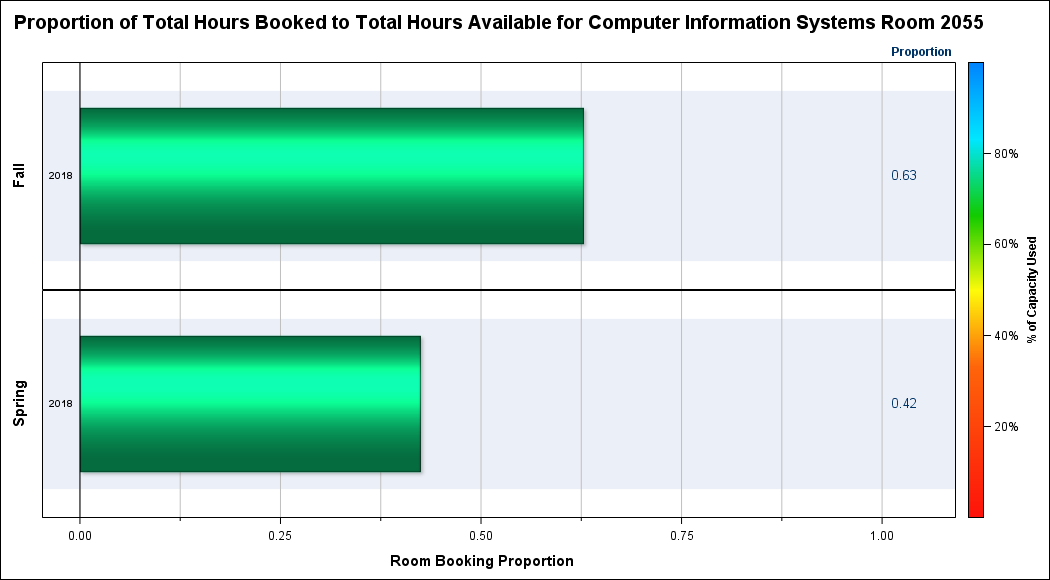 Proportion of Total Hours Booked to Total Hours Available for Computer Information Systems Room 2055
Proportion
Fall
2018
0.63
Spring
2018
0.42
80%
60%
40%
20%
% of Capacity Used
0.00 0.25 0.50 0.75 1.00
Room Booking Proportion